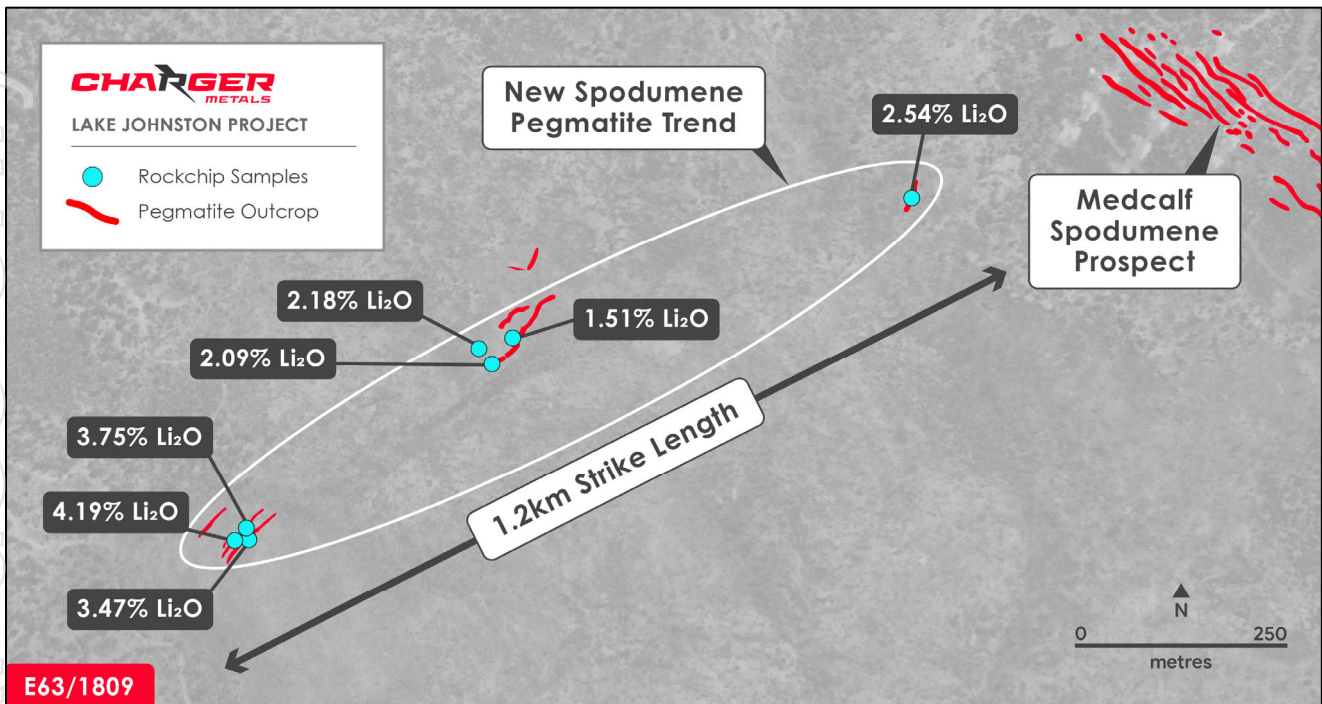 CHARGER
METALS
LAKE JOHNSTON PROJECT
Rockchip Samples
Pegmatite Outcrop
New Spodumene
Pegmatite Trend
2.54% Li₂O
Medcalf
Spodumene
Prospect
2.18% Li₂O
1.51% Li₂O
2.09% Li₂O
3.75% Li₂O
4.19% Li₂O
3.47% Li₂O
1.2km Strike Length
N
0 250
metres
E63/1809